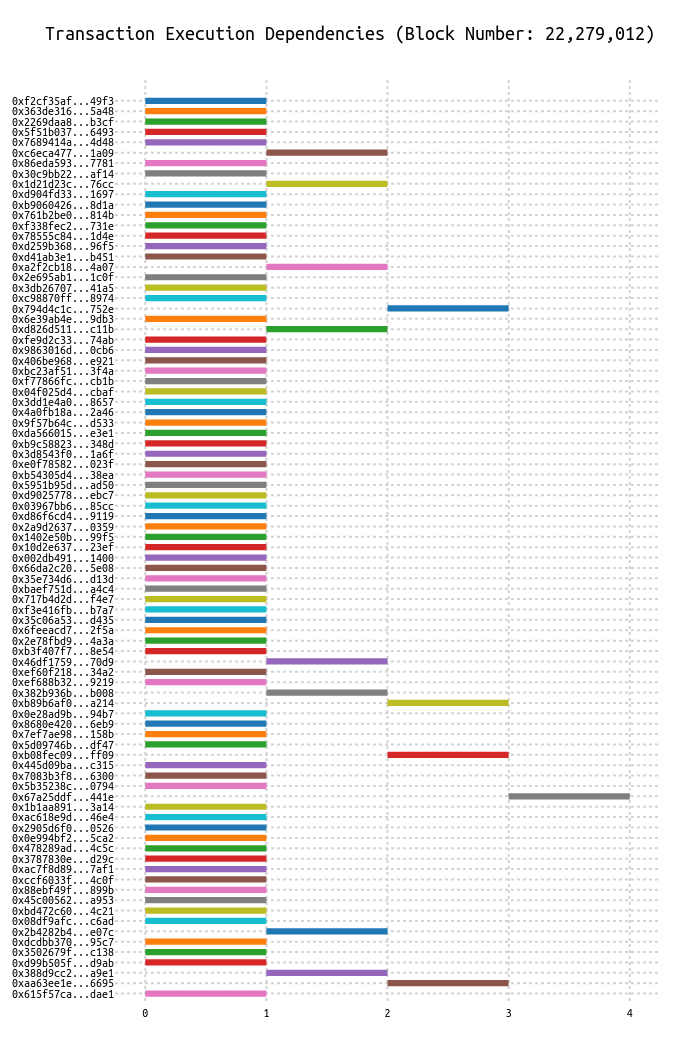 Transaction Execution Dependencies (Block Number: 22,279,012)
0xf2cf35af...49f3
0x363de316...5a48
0x2269daa8...b3cf
0x5f51b037...6493
0x7689414a...4d48
0xc6eca477...1a09
0x86eda593...7781
0x30c9bb22...af14
0x1d21d23c...76cc
0xd904fd33...1697
0xb9060426...8d1a
0x761b2be0...814b
0xf338fec2...731e
0x78555c84...1d4e
0xd259b368...96f5
0xd41ab3e1...b451
0xa2f2cb18...4a07
0x2e695ab1...1c0f
0x3db26707...41a5
0xc98870ff...8974
0x794d4c1c...752e
0x6e39ab4e...9db3
0xd826d511...c11b
0xfe9d2c33...74ab
0x9863016d...0cb6
0x406be968...e921
0xbc23af51...3f4a
0xf77866fc...cb1b
0x04f025d4...cbaf
0x3dd1e4a0...8657
0x4a0fb18a...2a46
0x9f57b64c...d533
0xda566015...e3e1
0xb9c58823...348d
0x3d8543f0...1a6f
0xe0f78582...023f
0xb54305d4...38ea
0x5951b95d...ad50
0xd9025778...ebc7
0x03967bb6...85cc
0xd86f6cd4...9119
0x2a9d2637...0359
0x1402e50b...99f5
0x10d2e637...23ef
0x002db491...1400
0x66da2c20...5e08
0x35e734d6...d13d
0xbaef751d...a4c4
0x717b4d2d...f4e7
0xf3e416fb...b7a7
0x35c06a53...d435
0x6feeacd7...2f5a
0x2e78fbd9...4a3a
0xb3f407f7...8e54
0x46df1759...70d9
0xef60f218...34a2
0xef688b32...9219
0x382b936b...b008
0xb89b6af0...a214
0x0e28ad9b...94b7
0x8680e420...6eb9
0x7ef7ae98...158b
0x5d09746b...df47
0xb08fec09...ff09
0x445d09ba...c315
0x7083b3f8...6300
0x5b35238c...0794
0x67a25ddf...441e
0x1b1aa891...3a14
0xac618e9d...46e4
0x2905d6f0...0526
0x0e994bf2...5ca2
0x478289ad...4c5c
0x3787830e...d29c
0xac7f8d89...7af1
0xccf6033f...4c0f
0x88ebf49f...899b
0x45c00562...a953
0xbd472c60...4c21
0x08df9afc...c6ad
0x2b4282b4...e07c
0xdcdbb370...95c7
0x3502679f...c138
0xd99b505f...d9ab
0x388d9cc2...a9e1
0xaa63ee1e...6695
0x615f57ca...dae1
0 1 2 3 4